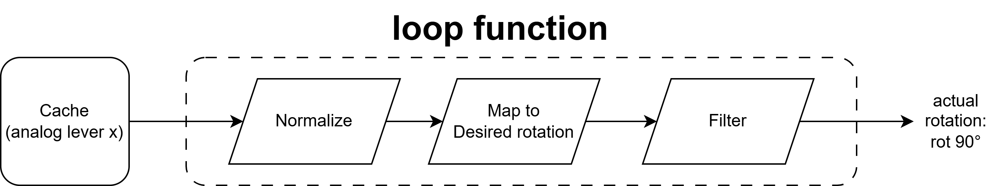 loop function
Cache
(analog lever x)
Normalize
Map to
Desired rotation
Filter
actual
rotation:
rot 90°